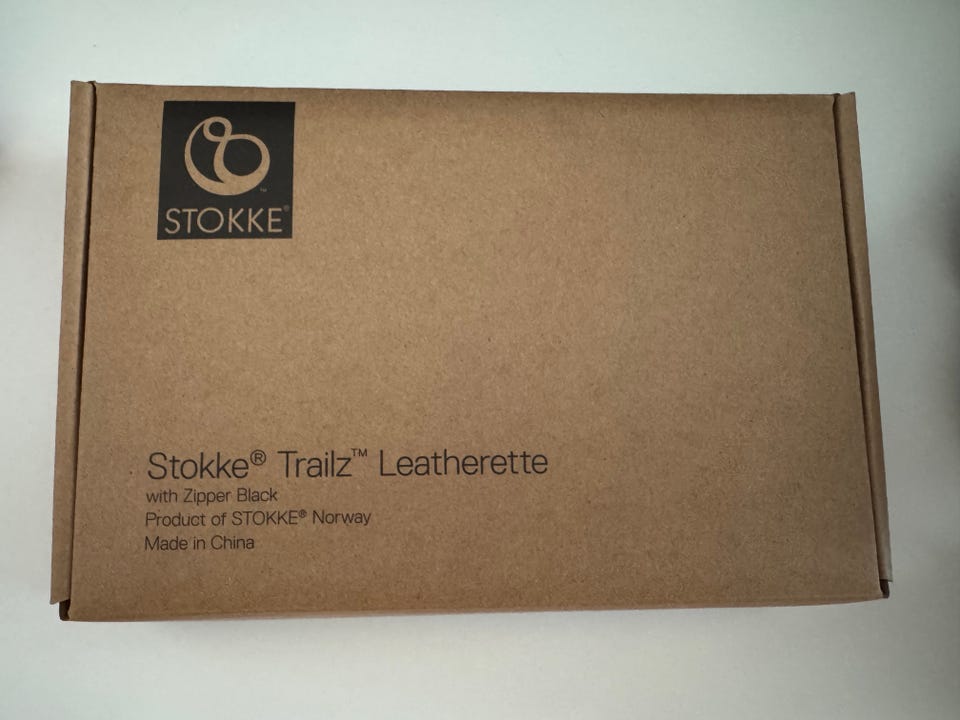 STOKKE®
Stokke® Trailz™ Leatherette
with Zipper Black
Product of STOKKE® Norway
Made in China